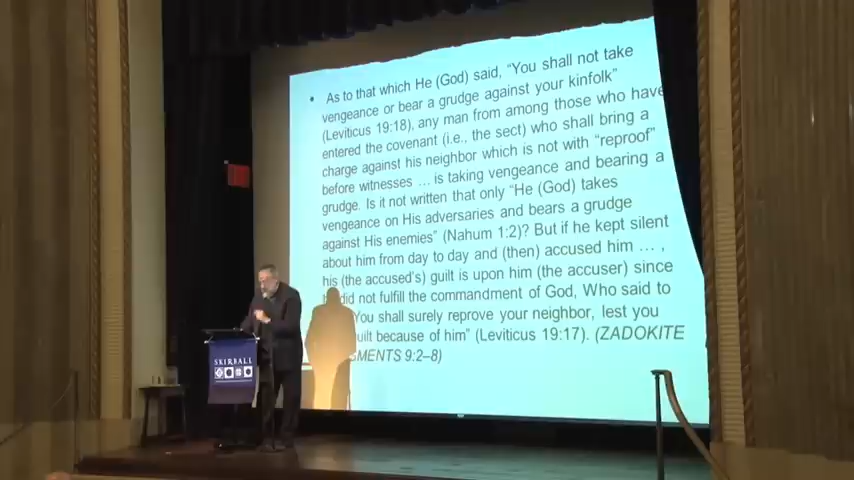 • As to that which He (God) said, “You shall not take
vengeance or bear a grudge against your kinfolk”
(Leviticus 19:18), any man from among those who have
entered the covenant (i.e., the sect) who shall bring a
charge against his neighbor which is not with “reproof”
before witnesses ... is taking vengeance and bearing a
grudge. Is it not written that only “He (God) takes
vengeance on His adversaries and bears a grudge
against His enemies” (Nahum 1:2)? But if he kept silent
about him from day to day and (then) accused him ... ,
his (the accused’s) guilt is upon him (the accuser) since
did not fulfill the commandment of God, Who said to
You shall surely reprove your neighbor, lest you
because of him” (Leviticus 19:17). (ZADOKITE
9:2–8)
SKIRBALL